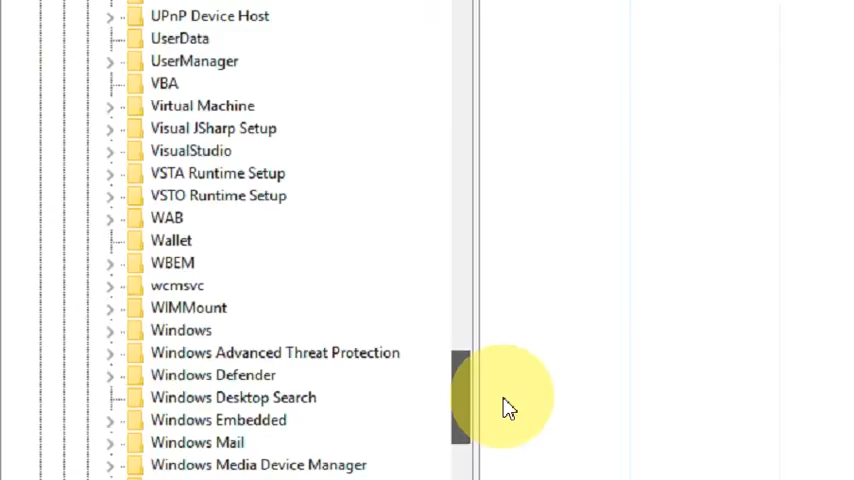 UPnP Device Host
UserData
UserManager
VBA
Virtual Machine
Visual JSharp Setup
VisualStudio
VSTA Runtime Setup
VSTO Runtime Setup
WAB
Wallet
WBEM
wcmsvc
WIMMount
Windows
Windows Advanced Threat Protection
Windows Defender
Windows Desktop Search
Windows Embedded
Windows Mail
Windows Media Device Manager